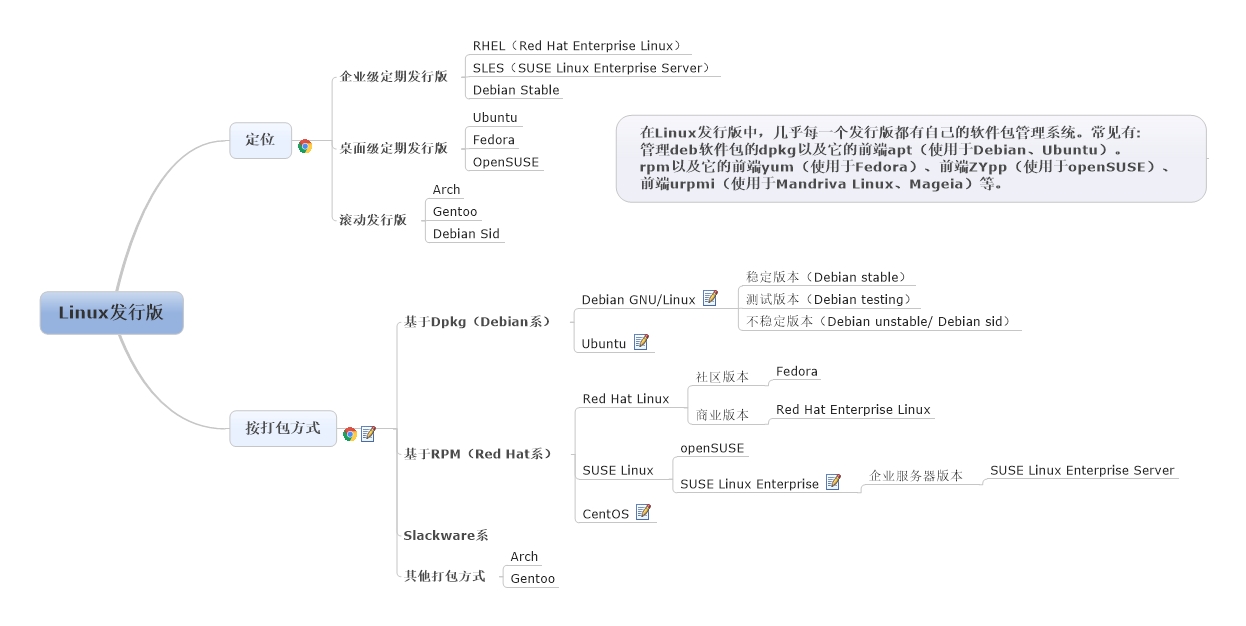 Linux发行版
定位
企业级定期发行版
RHEL（Red Hat Enterprise Linux）
SLES（SUSE Linux Enterprise Server）
Debian Stable
桌面级定期发行版
Ubuntu
Fedora
OpenSUSE
滚动发行版
Arch
Gentoo
Debian Sid
在Linux发行版中，几乎每一个发行版都有自己的软件包管理系统。常见有:
管理deb软件包的dpkg以及它的前端apt（使用于Debian、Ubuntu）。
rpm以及它的前端yum（使用于Fedora）、前端ZYpp（使用于openSUSE）、
前端urpmi（使用于Mandriva Linux、Mageia）等。
按打包方式
基于Dpkg（Debian系）
Debian GNU/Linux
稳定版本（Debian stable）
测试版本（Debian testing）
不稳定版本（Debian unstable/ Debian sid）
Ubuntu
基于RPM（Red Hat系）
Red Hat Linux
社区版本
Fedora
商业版本
Red Hat Enterprise Linux
SUSE Linux
openSUSE
SUSE Linux Enterprise
企业服务器版本
SUSE Linux Enterprise Server
CentOS
Slackware系
其他打包方式
Arch
Gentoo